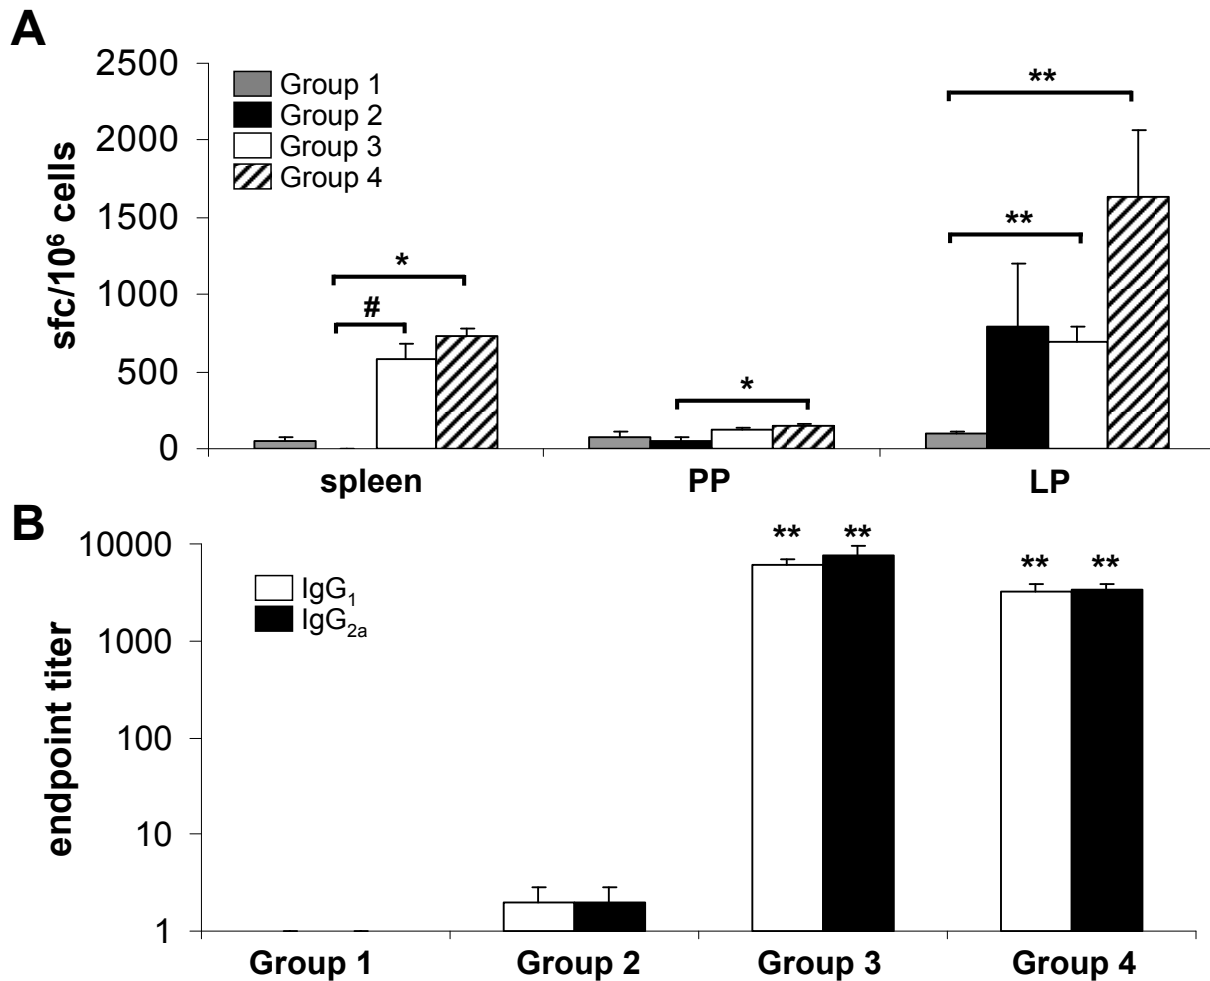 A
sfc/10⁶ cells
2500
2000
1500
1000
500
0
Group 1
Group 2
Group 3
Group 4
*
#
*
**
**
spleen PP LP
B
endpoint titer
10000
1000
100
10
1
IgG₁
IgG₂ₐ
** ** ** **
Group 1 Group 2 Group 3 Group 4